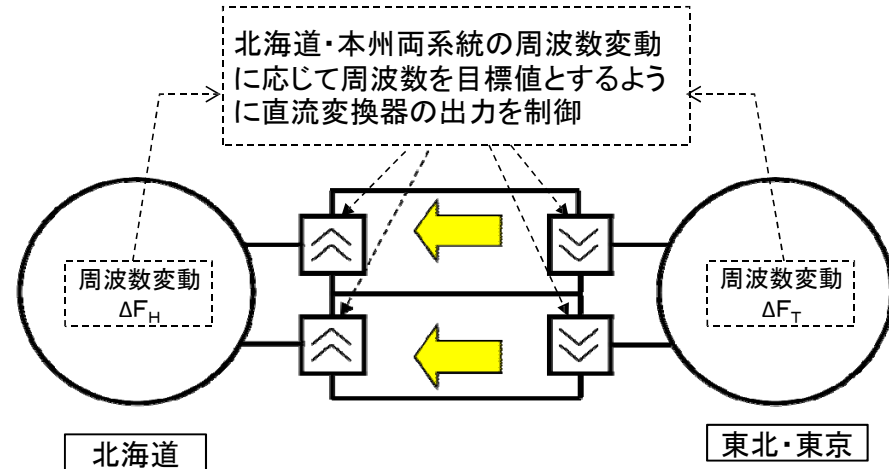 北海道・本州両系統の周波数変動
に応じて周波数を目標値とするよう
に直流変換器の出力を制御
周波数変動
ΔF_H
周波数変動
ΔF_T
北海道
東北・東京